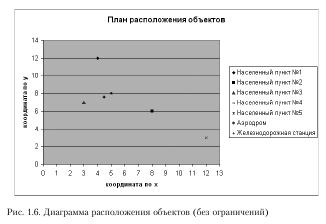 План расположения объектов
14
12
10
8
6
4
2
0
координата по y
0 1 2 3 4 5 6 7 8 9 10 11 12 13
координата по x
Населенный пункт №1
Населенный пункт №2
Населенный пункт №3
Населенный пункт №4
Населенный пункт №5
Аэродром
Железнодорожная станция
Рис. 1.6. Диаграмма расположения объектов (без ограничений)